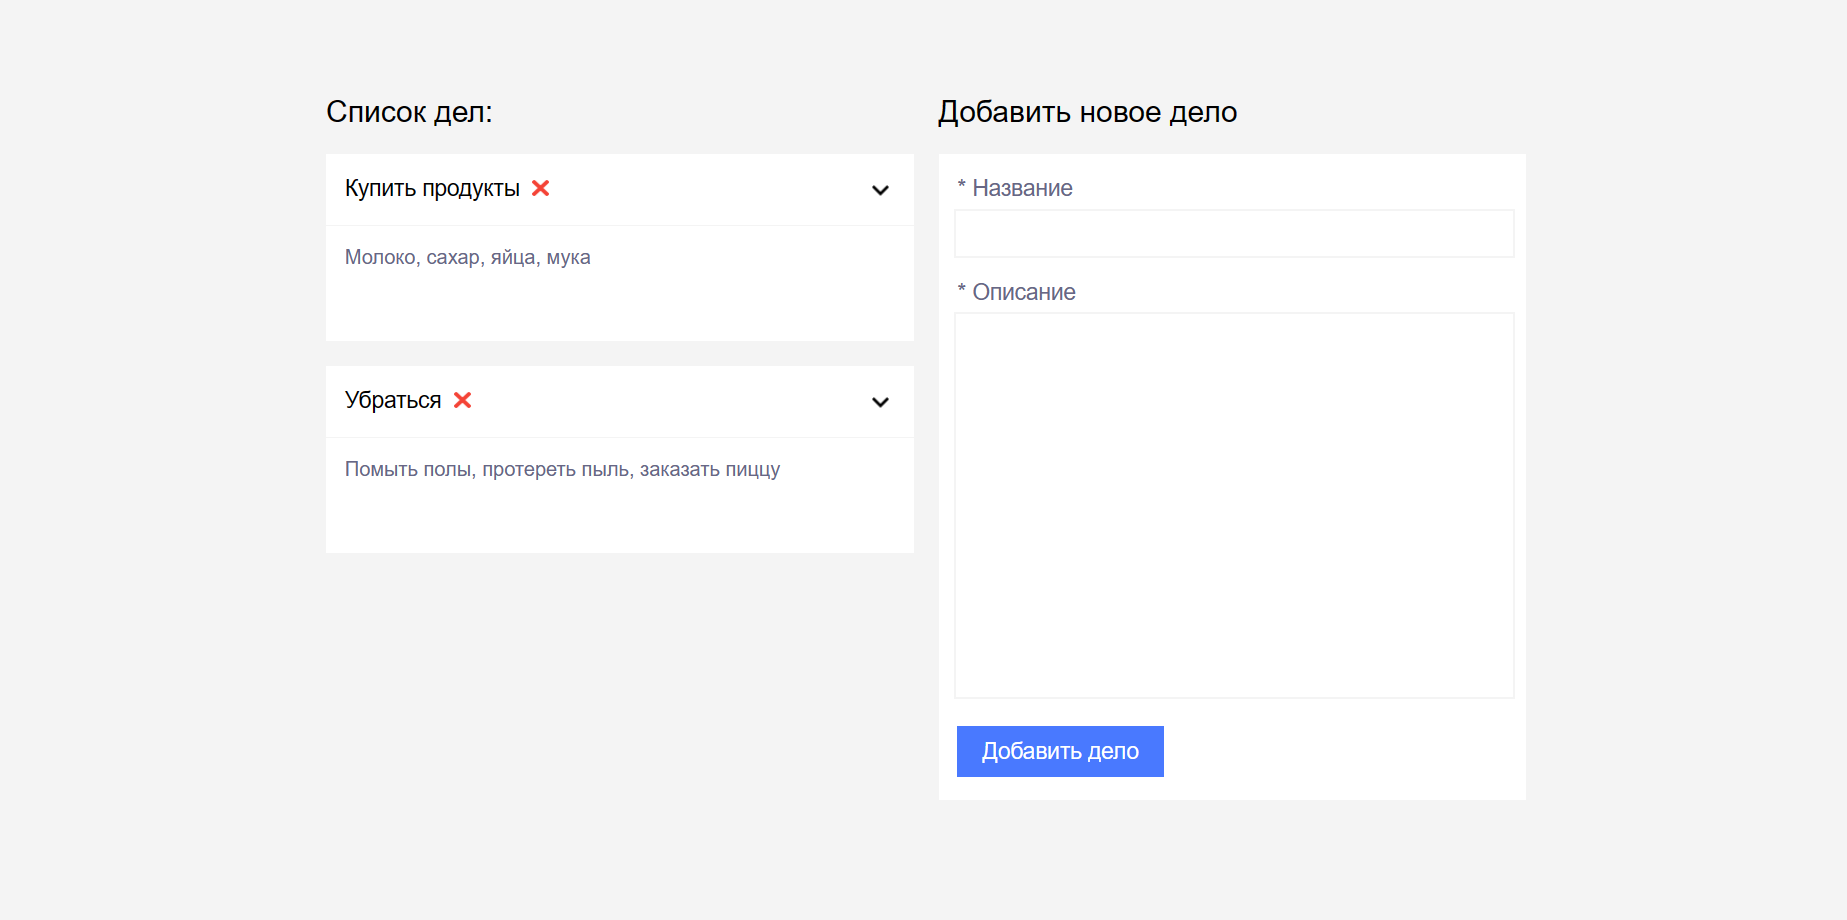 Список дел:
Купить продукты
Молоко, сахар, яйца, мука
Убраться
Помыть полы, протереть пыль, заказать пиццу
Добавить новое дело
* Название
* Описание
Добавить дело